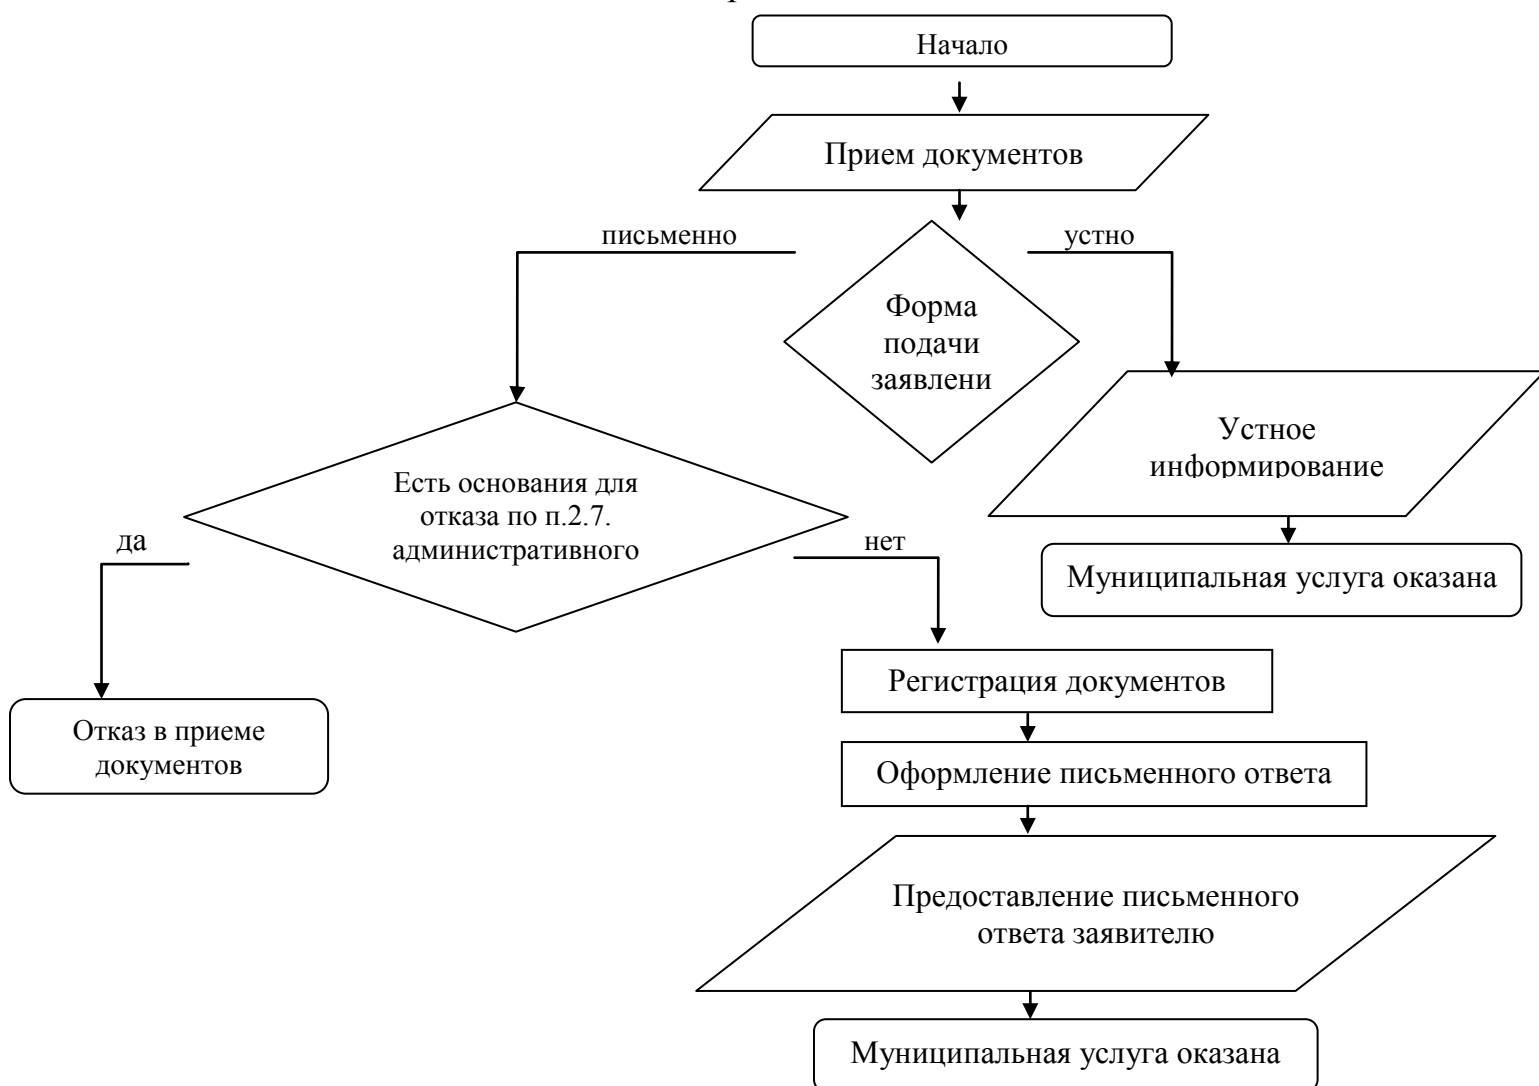 Начало
Прием документов
письменно
устно
Форма
подачи
заявлени
Устное
информирование
Есть основания для
отказа по п.2.7.
административного
да
нет
Муниципальная услуга оказана
Регистрация документов
Отказ в приеме
документов
Оформление письменного ответа
Предоставление письменного
ответа заявителю
Муниципальная услуга оказана